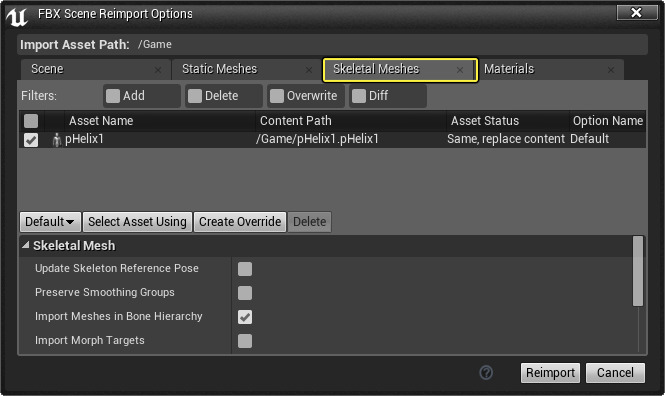 FBX Scene Reimport Options
Import Asset Path: /Game
Scene Static Meshes Skeletal Meshes Materials
Filters: Add Delete Overwrite Diff
Asset Name Content Path Asset Status Option Name
pHelix1 /Game/pHelix1.pHelix1 Same, replace content Default
Default Select Asset Using Create Override Delete
Skeletal Mesh
Update Skeleton Reference Pose
Preserve Smoothing Groups
Import Meshes in Bone Hierarchy
Import Morph Targets
? Reimport Cancel